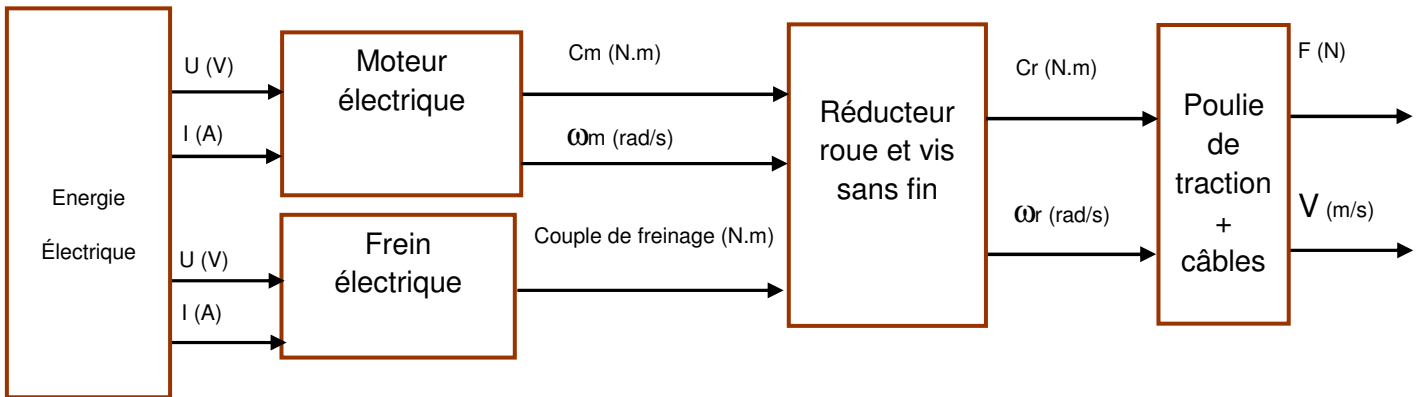 Energie
Électrique
U (V)
I (A)
U (V)
I (A)
Moteur
électrique
Frein
électrique
Cm (N.m)
ωm (rad/s)
Couple de freinage (N.m)
Réducteur
roue et vis
sans fin
Cr (N.m)
ωr (rad/s)
Poulie
de
traction
+
câbles
F (N)
V (m/s)